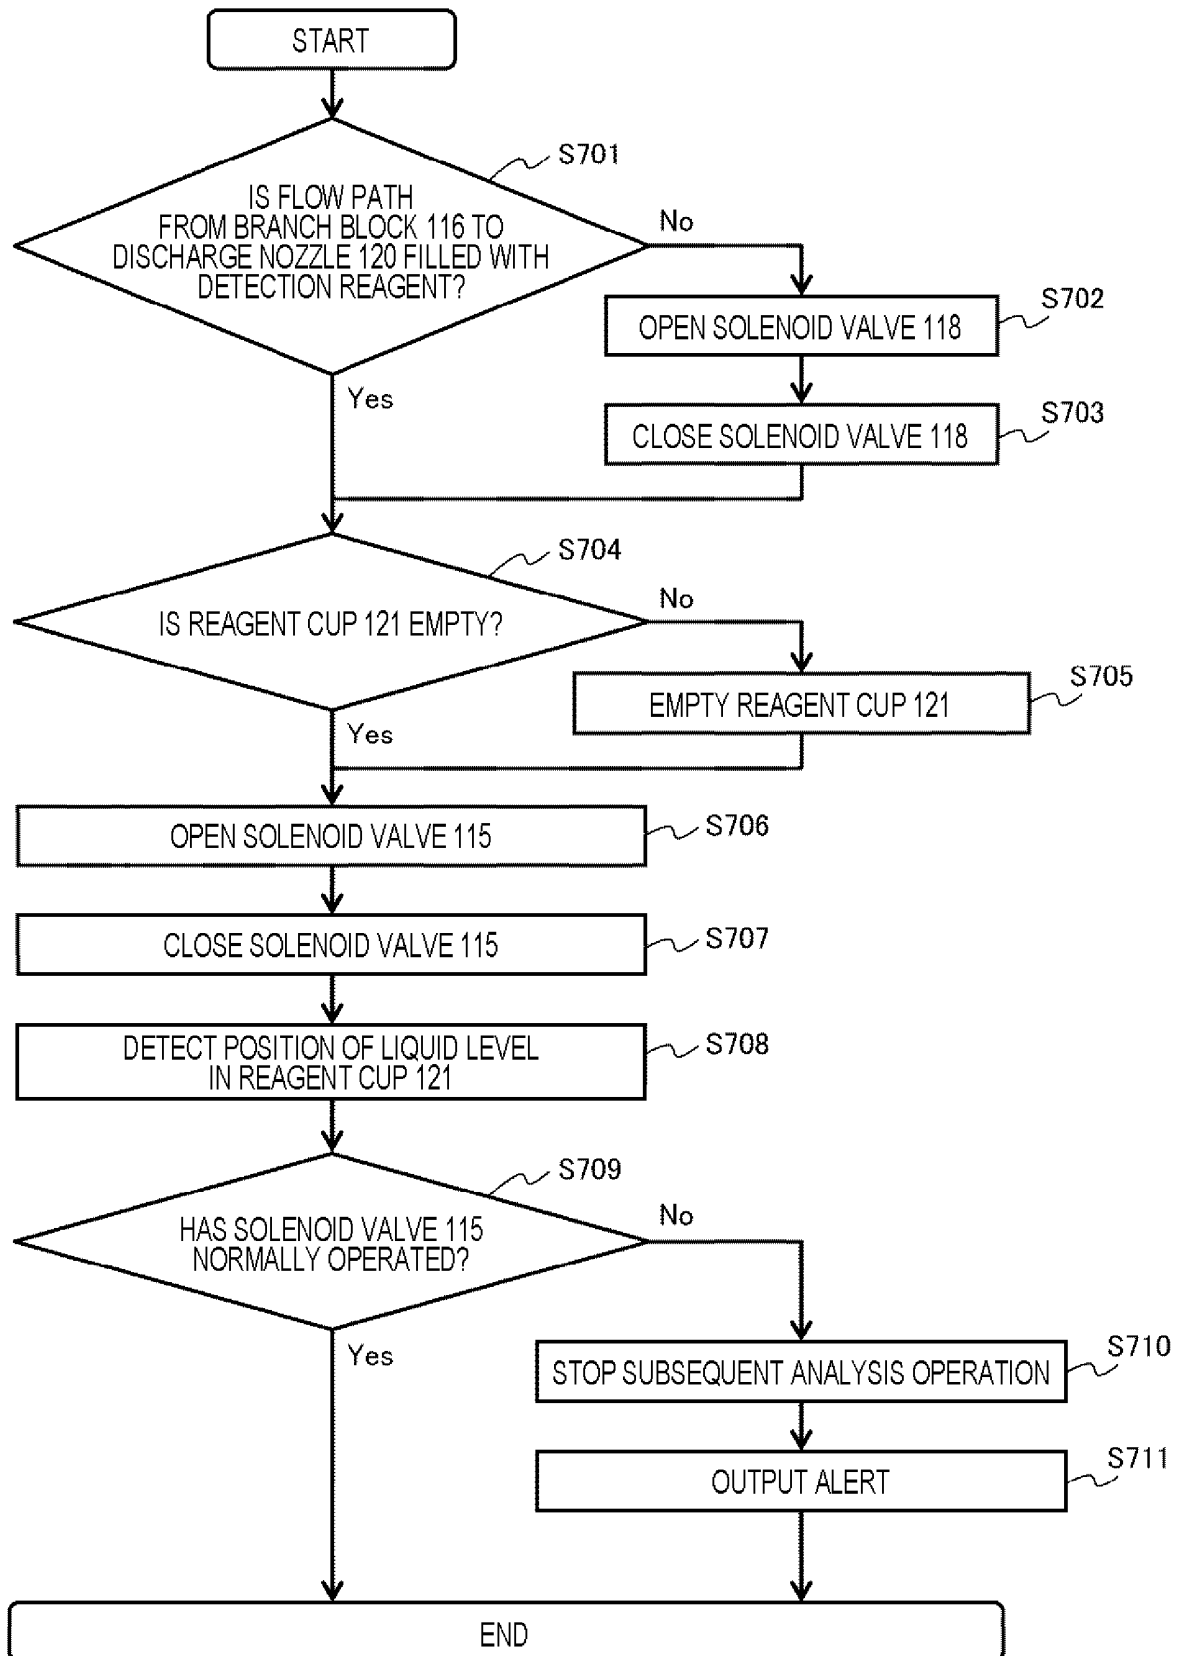 START
S701
IS FLOW PATH
FROM BRANCH BLOCK 116 TO
DISCHARGE NOZZLE 120 FILLED WITH
DETECTION REAGENT?
No
S702
OPEN SOLENOID VALVE 118
Yes
S703
CLOSE SOLENOID VALVE 118
S704
IS REAGENT CUP 121 EMPTY?
No
S705
EMPTY REAGENT CUP 121
Yes
OPEN SOLENOID VALVE 115
S706
CLOSE SOLENOID VALVE 115
S707
DETECT POSITION OF LIQUID LEVEL
IN REAGENT CUP 121
S708
S709
HAS SOLENOID VALVE 115
NORMALLY OPERATED?
No
Yes
S710
STOP SUBSEQUENT ANALYSIS OPERATION
S711
OUTPUT ALERT
END